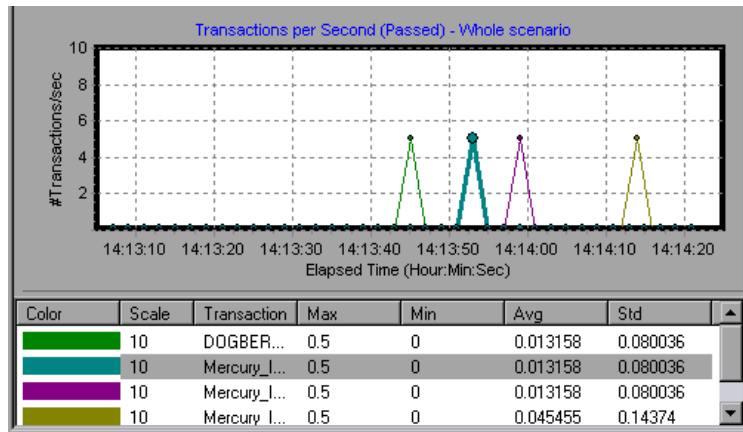 Transactions per Second (Passed) - Whole scenario
10
8
6
4
2
#Transactions/sec
14:13:10 14:13:20 14:13:30 14:13:40 14:13:50 14:14:00 14:14:10 14:14:20
Elapsed Time (Hour:Min:Sec)
Color Scale Transaction Max Min Avg Std
10 DOGBER... 0.5 0 0.013158 0.080036
10 Mercury_I... 0.5 0 0.013158 0.080036
10 Mercury_I... 0.5 0 0.013158 0.080036
10 Mercury_I... 0.5 0 0.045455 0.14374